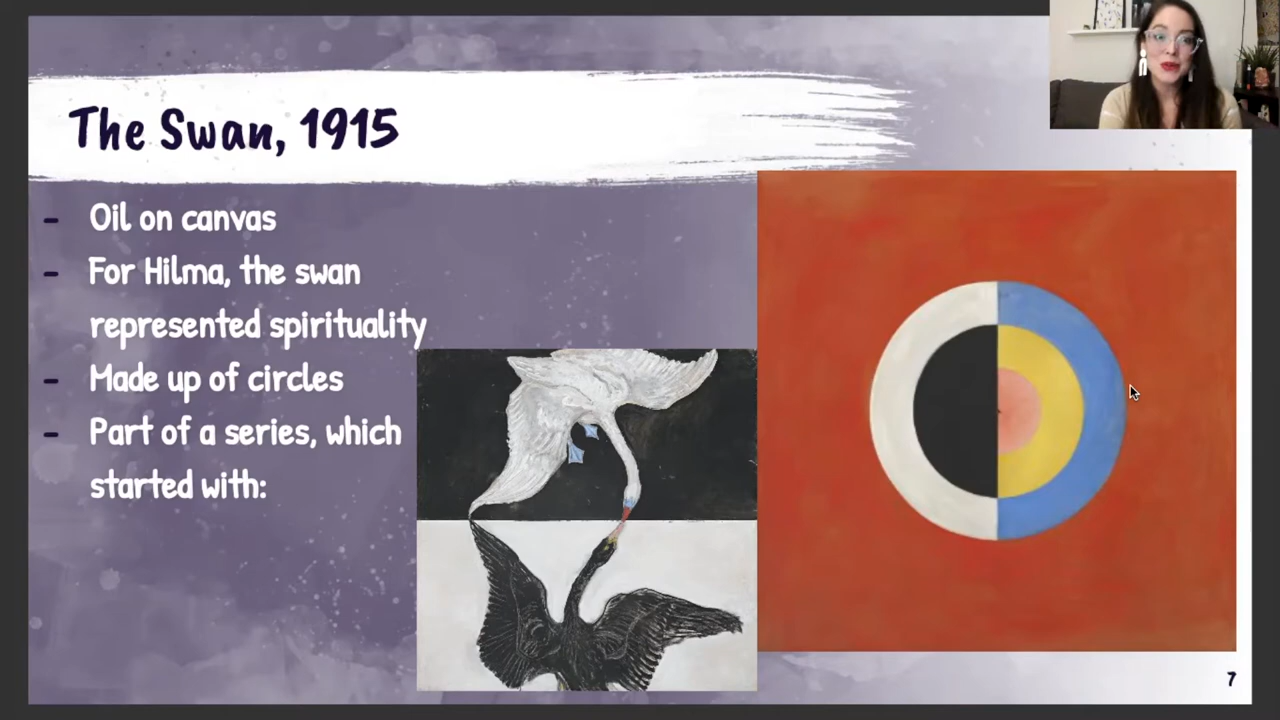 The Swan, 1915
- Oil on canvas
- For Hilma, the swan
represented spirituality
- Made up of circles
- Part of a series, which
started with:
7